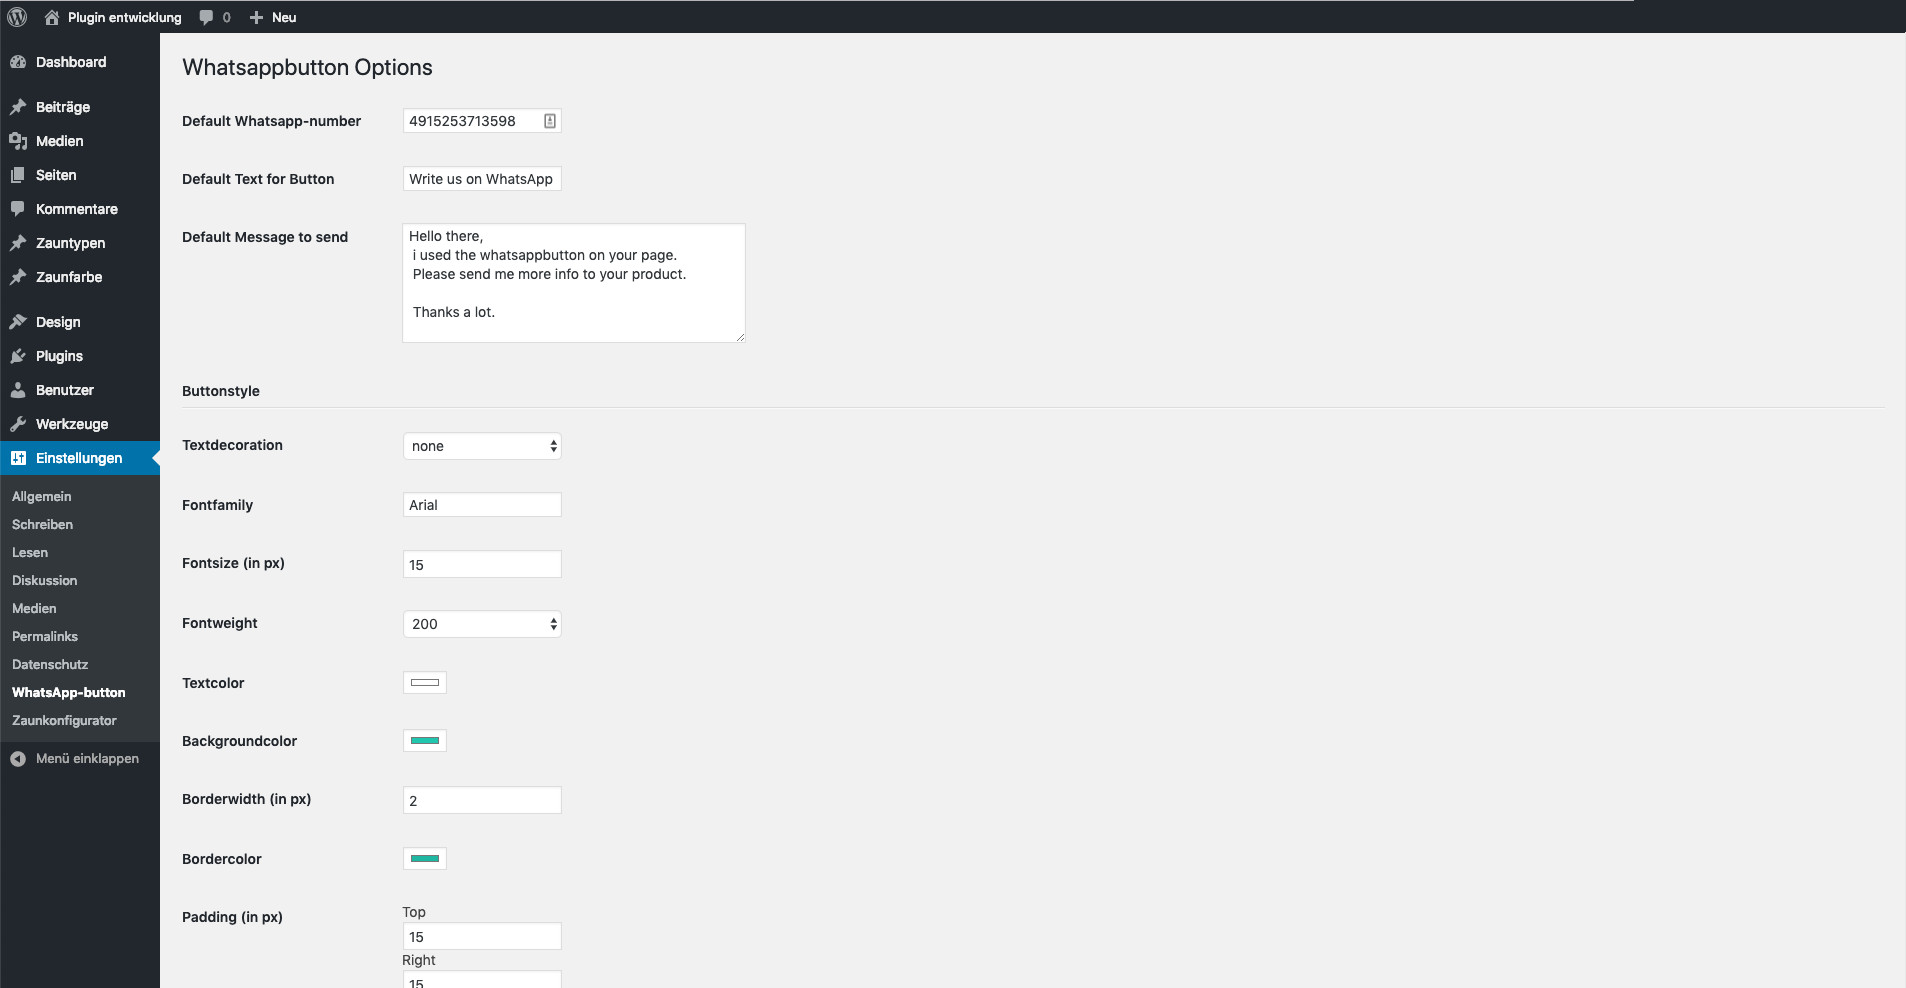 Plugin entwicklung 0 Neu
Dashboard
Beiträge
Medien
Seiten
Kommentare
Zauntypen
Zaunfarbe
Design
Plugins
Benutzer
Werkzeuge
Einstellungen
Allgemein
Schreiben
Lesen
Diskussion
Medien
Permalinks
Datenschutz
WhatsApp-button
Zaunkonfigurator
Menü einklappen
Whatsappbutton Options
Default Whatsapp-number 4915253713598
Default Text for Button Write us on WhatsApp
Default Message to send Hello there,
i used the whatsappbutton on your page.
Please send me more info to your product.
Thanks a lot.
Buttonstyle
Textdecoration none
Fontfamily Arial
Fontsize (in px) 15
Fontweight 200
Textcolor
Backgroundcolor
Borderwidth (in px) 2
Bordercolor
Padding (in px) Top
15
Right
15